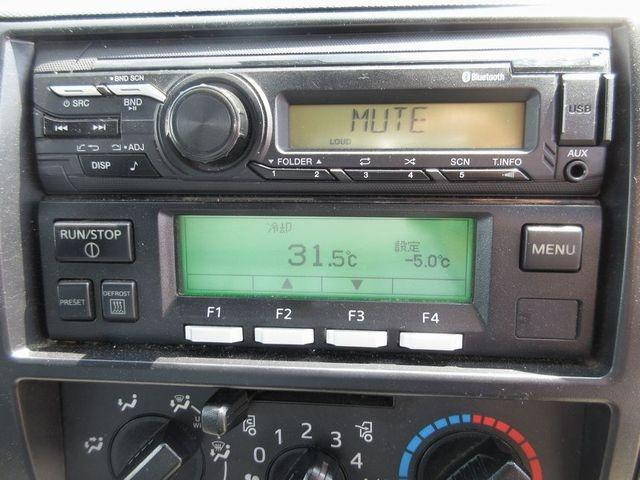 BND SCN
Bluetooth
SRC
BND
USB
MUTE
LOUD
ADJ
DISP
FOLDER
SCN
T.INFO
AUX
1 2 3 4 5
RUN/STOP
冷却
31.5℃
設定
-5.0℃
MENU
PRESET
DEFROST
F1 F2 F3 F4
0 1 2 3 4